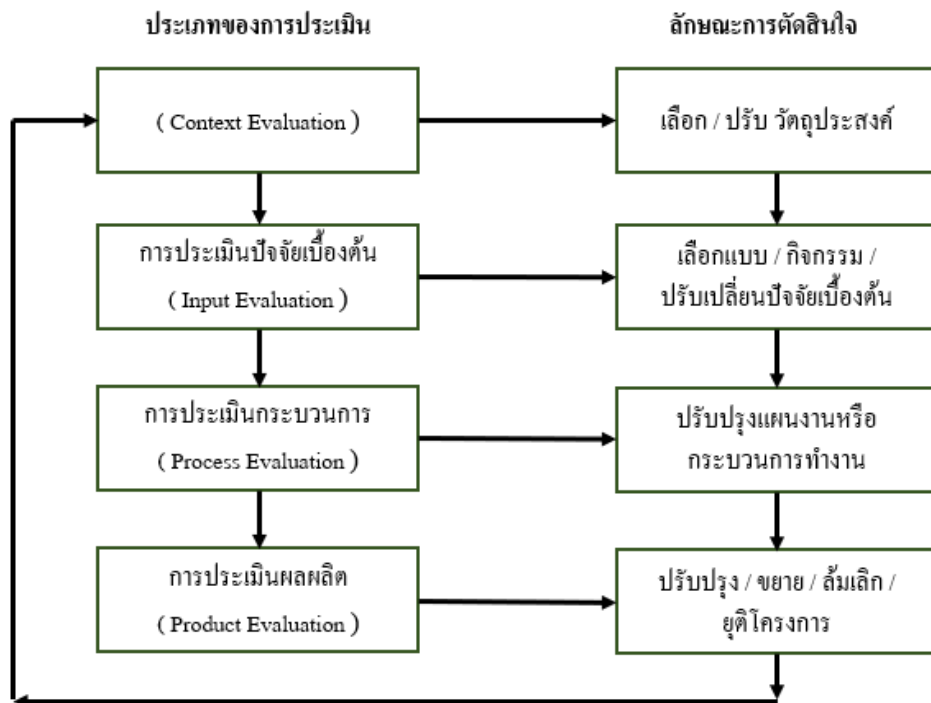 ประเภทของการประเมิน
ลักษณะการตัดสินใจ
( Context Evaluation )
เลือก / ปรับ วัตถุประสงค์
การประเมินปัจจัยเบื้องต้น
( Input Evaluation )
เลือกแบบ / กิจกรรม /
ปรับเปลี่ยนปัจจัยเบื้องต้น
การประเมินกระบวนการ
( Process Evaluation )
ปรับปรุงแผนงานหรือ
กระบวนการทำงาน
การประเมินผลผลิต
( Product Evaluation )
ปรับปรุง / ขยาย / ล้มเลิก /
ยุติโครงการ